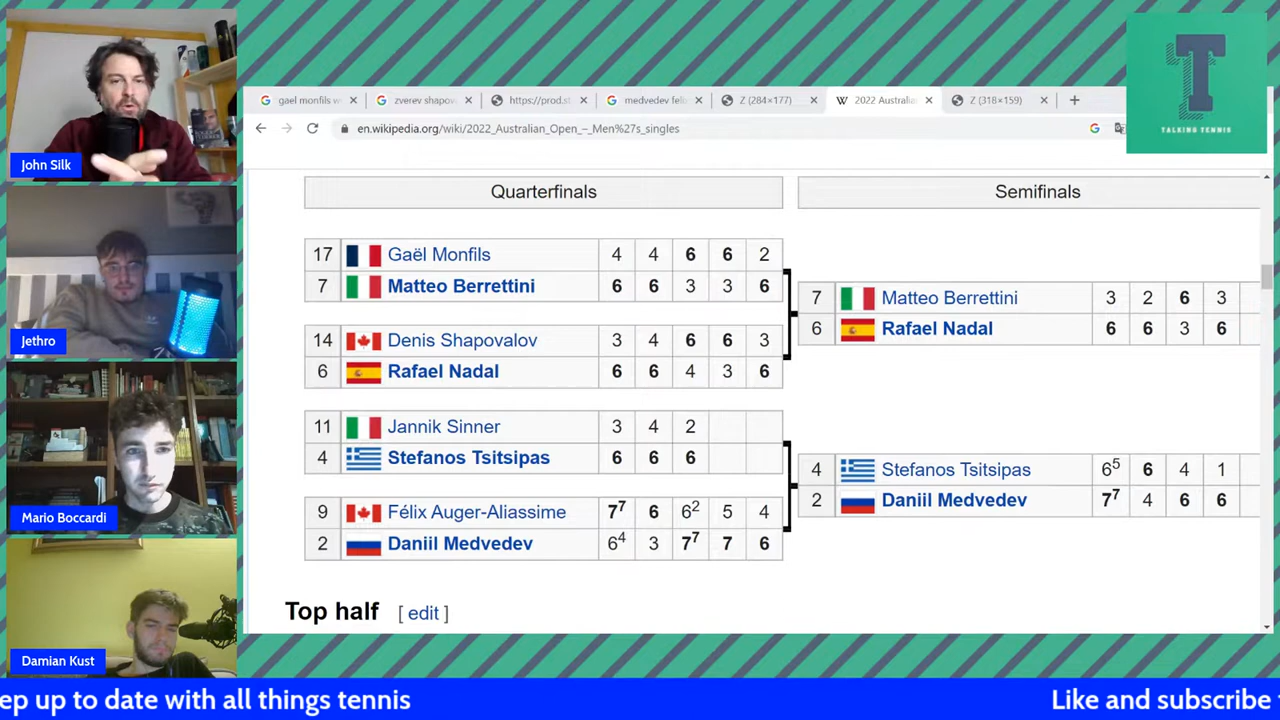 John Silk
Jethro
Mario Boccardi
Damian Kust
gael monfils w
zverev shapov
https://prod.st
medvedev feli
Z (284×177)
2022 Australia
Z (318×159)
en.wikipedia.org/wiki/2022_Australian_Open_–_Men%27s_singles
T
TALKING TENNIS
Quarterfinals
Semifinals
17 Gaël Monfils 4 4 6 6 2
7 Matteo Berrettini 6 6 3 3 6
14 Denis Shapovalov 3 4 6 6 3
6 Rafael Nadal 6 6 4 3 6
11 Jannik Sinner 3 4 2
4 Stefanos Tsitsipas 6 6 6
9 Félix Auger-Aliassime 7⁷ 6 6² 5 4
2 Daniil Medvedev 6⁴ 3 7⁷ 7 6
7 Matteo Berrettini 3 2 6 3
6 Rafael Nadal 6 6 3 6
4 Stefanos Tsitsipas 6⁵ 6 4 1
2 Daniil Medvedev 7⁷ 4 6 6
Top half [ edit ]
ep up to date with all things tennis
Like and subscribe